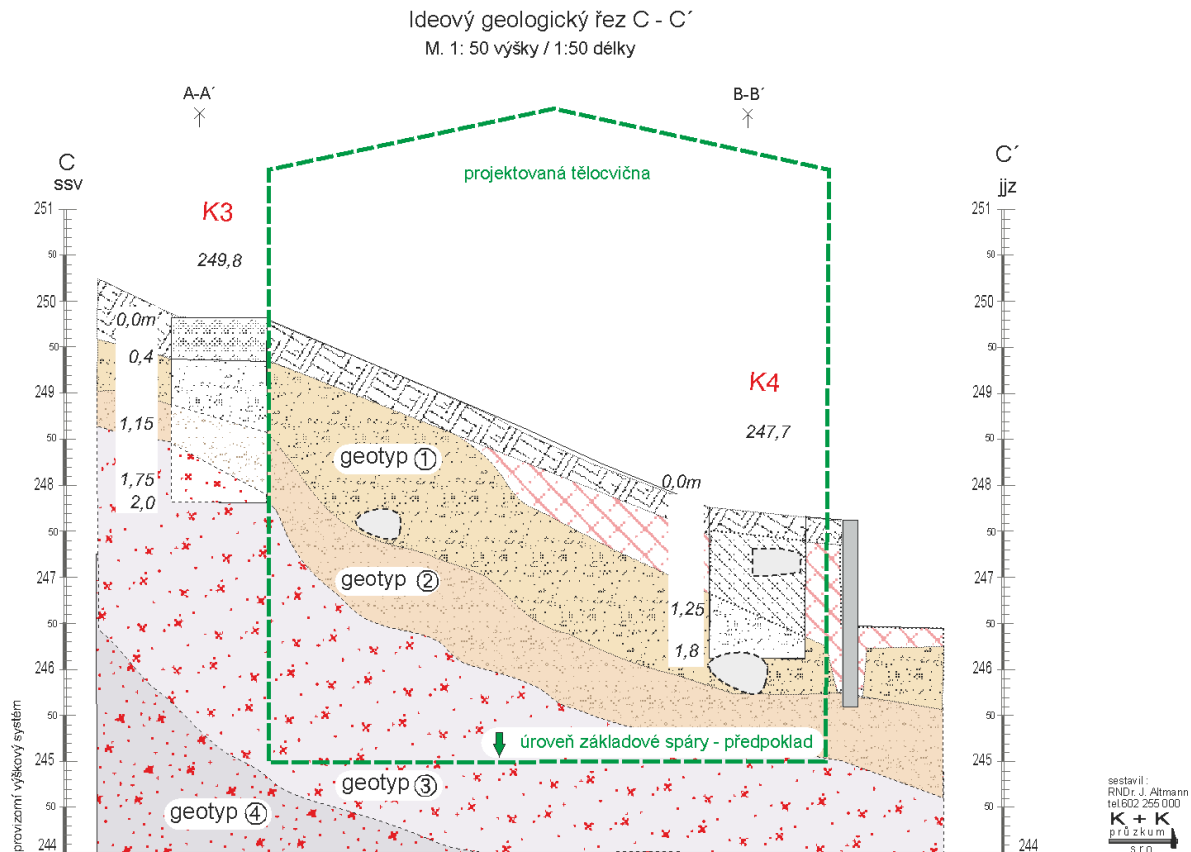 Ideový geologický řez C - C´
M. 1: 50 výšky / 1:50 délky
A-A´
B-B´
C
ssv
C´
jjz
projektovaná tělocvična
K3
249,8
K4
247,7
251
50
250
50
249
50
248
50
247
50
246
50
245
50
244
251
50
250
50
249
50
248
50
247
50
246
50
245
50
244
0,0m
0,4
1,15
1,75
2,0
0,0m
1,25
1,8
geotyp 1
geotyp 2
úroveň základové spáry - předpoklad
geotyp 3
geotyp 4
provizorní výškový systém
sestavil :
RNDr. J. Altmann
tel.602 255 000
K + K
průzkum
s.r.o.